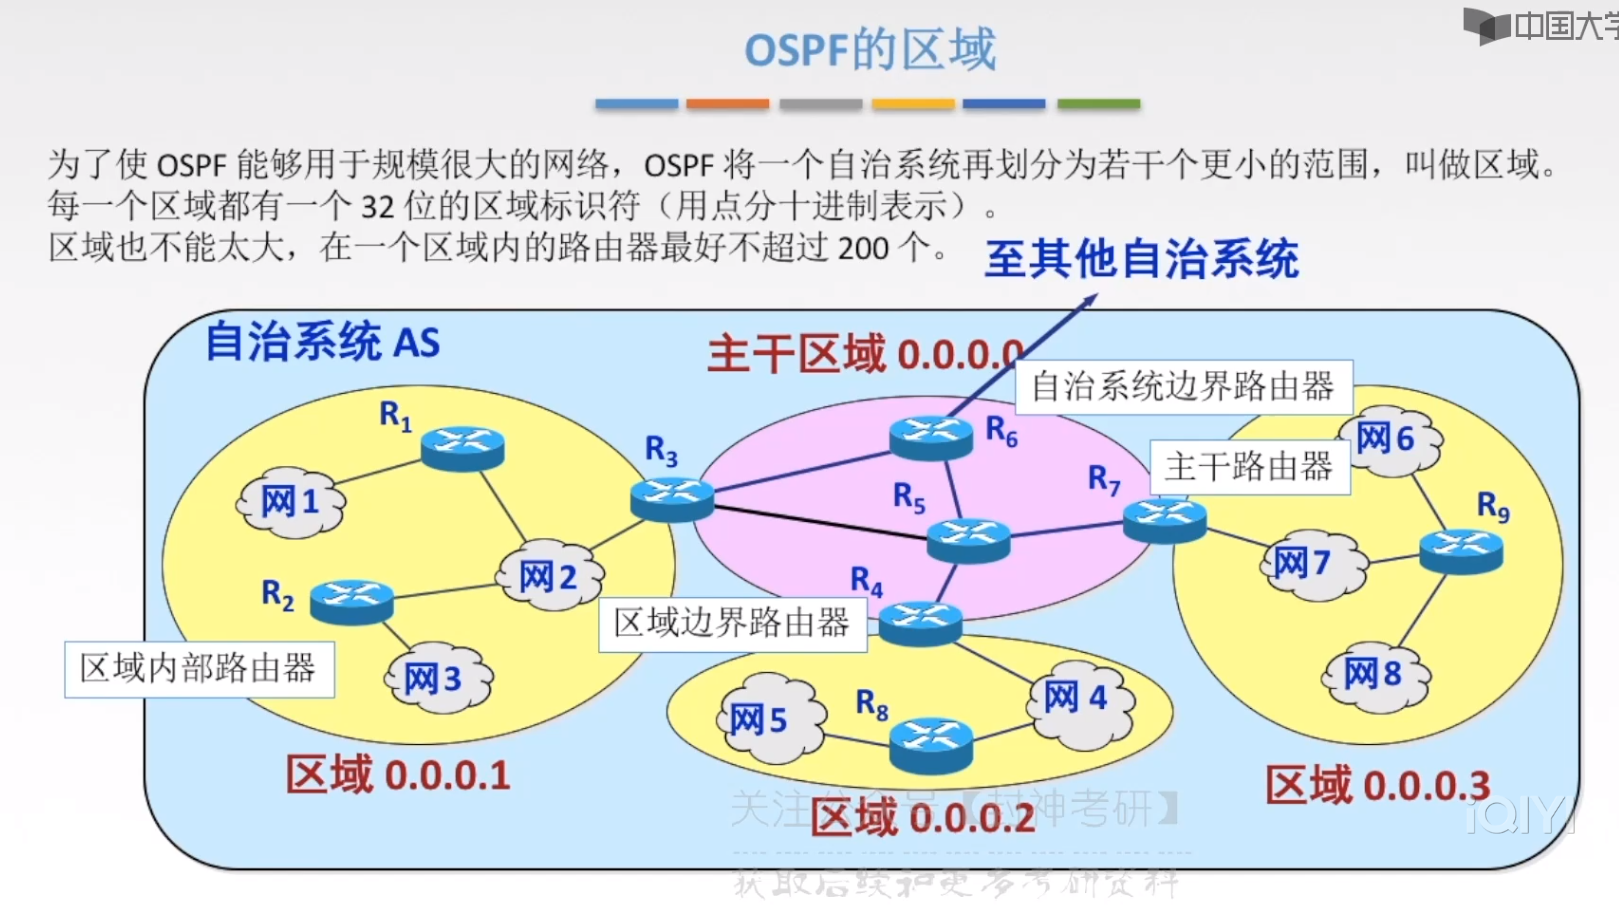 中国大学
OSPF的区域
为了使 OSPF 能够用于规模很大的网络，OSPF 将一个自治系统再划分为若干个更小的范围，叫做区域。
每一个区域都有一个 32 位的区域标识符（用点分十进制表示）。
区域也不能太大，在一个区域内的路由器最好不超过 200 个。
至其他自治系统
自治系统 AS
主干区域 0.0.0.0
自治系统边界路由器
R1
R6
网6
R3
主干路由器
R7
网1
R5
R9
网2
网7
R2
R4
区域边界路由器
区域内部路由器
网3
网8
网5
R8
网4
区域 0.0.0.1
区域 0.0.0.3
区域 0.0.0.2
关注公众号【封神考研】
iQIYI
获取后续和更多考研资料